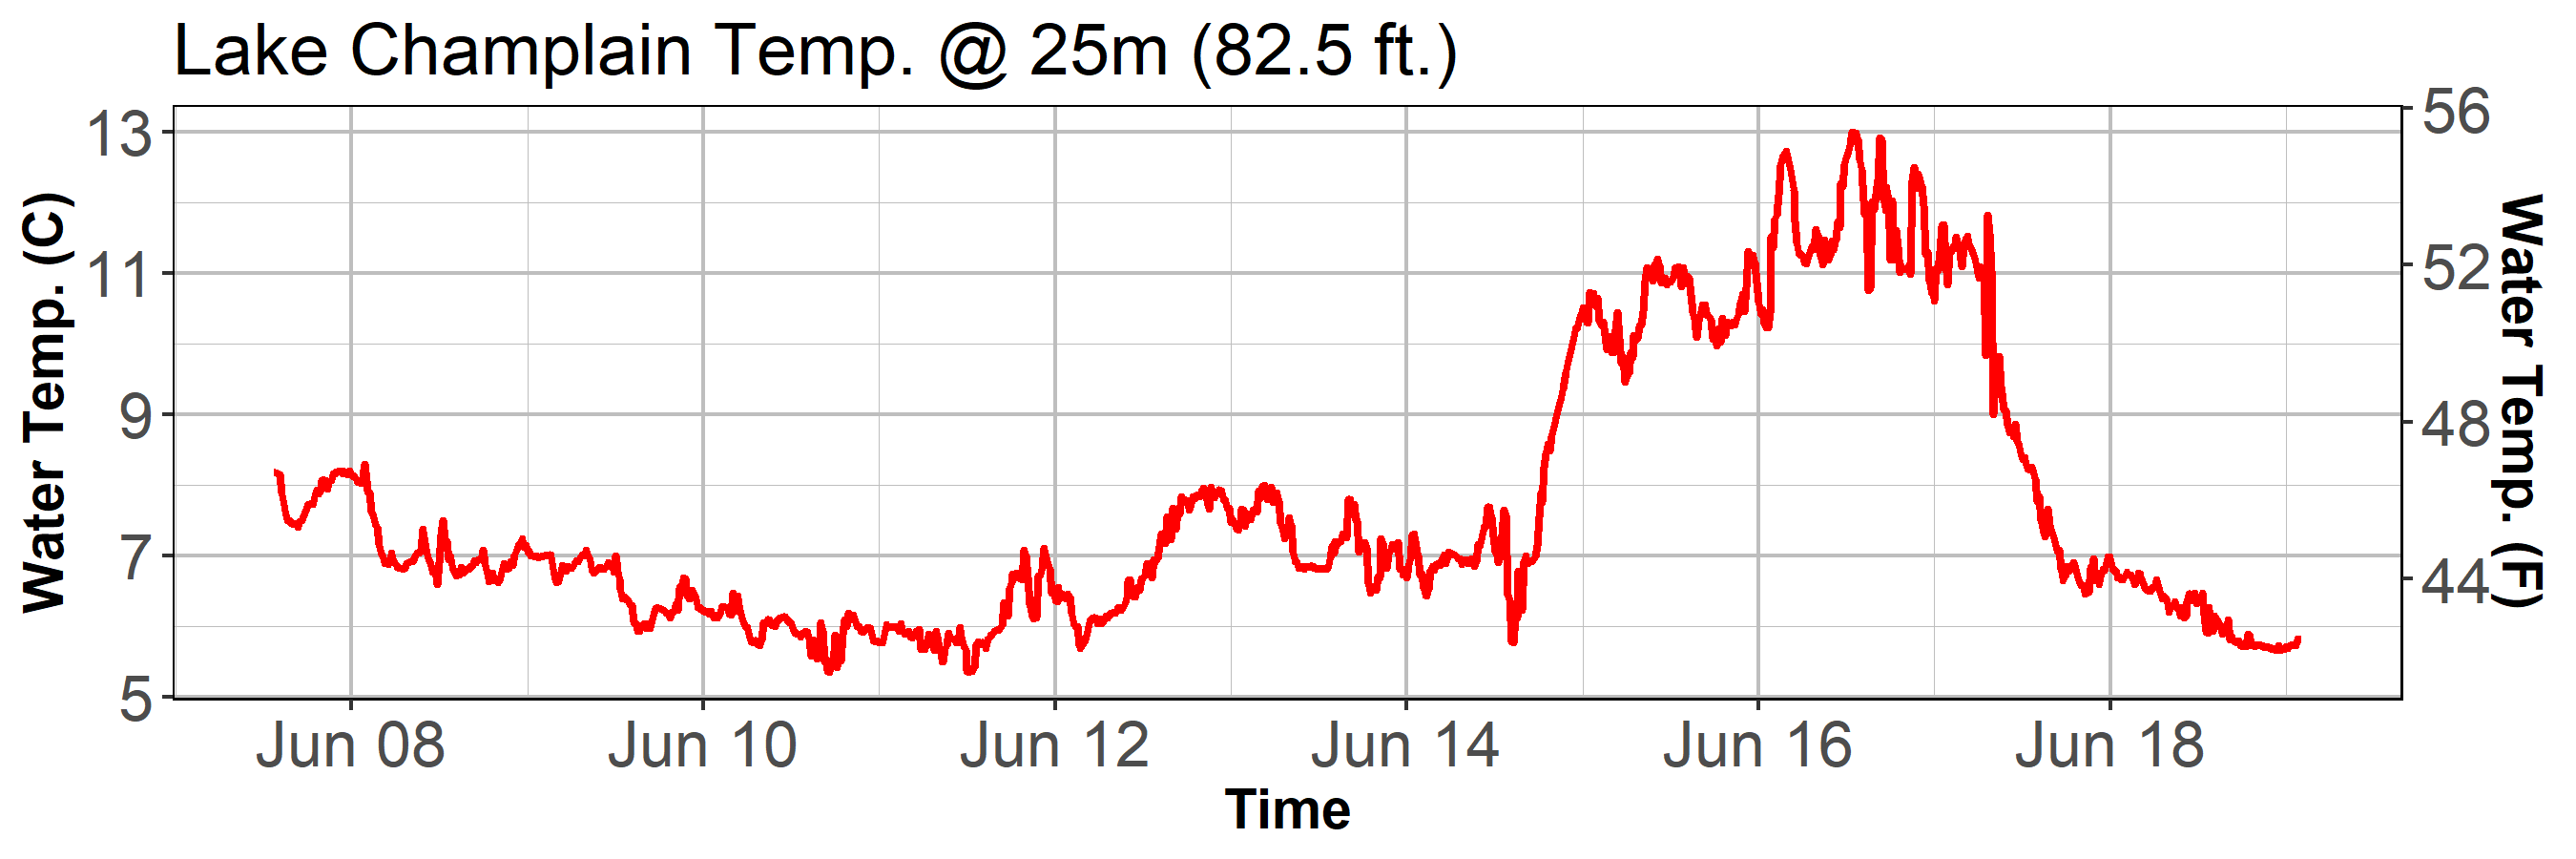 Lake Champlain Temp. @ 25m (82.5 ft.)
Water Temp. (C)
13
11
9
7
5
56
52
48
44
Water Temp. (F)
Jun 08 Jun 10 Jun 12 Jun 14 Jun 16 Jun 18
Time